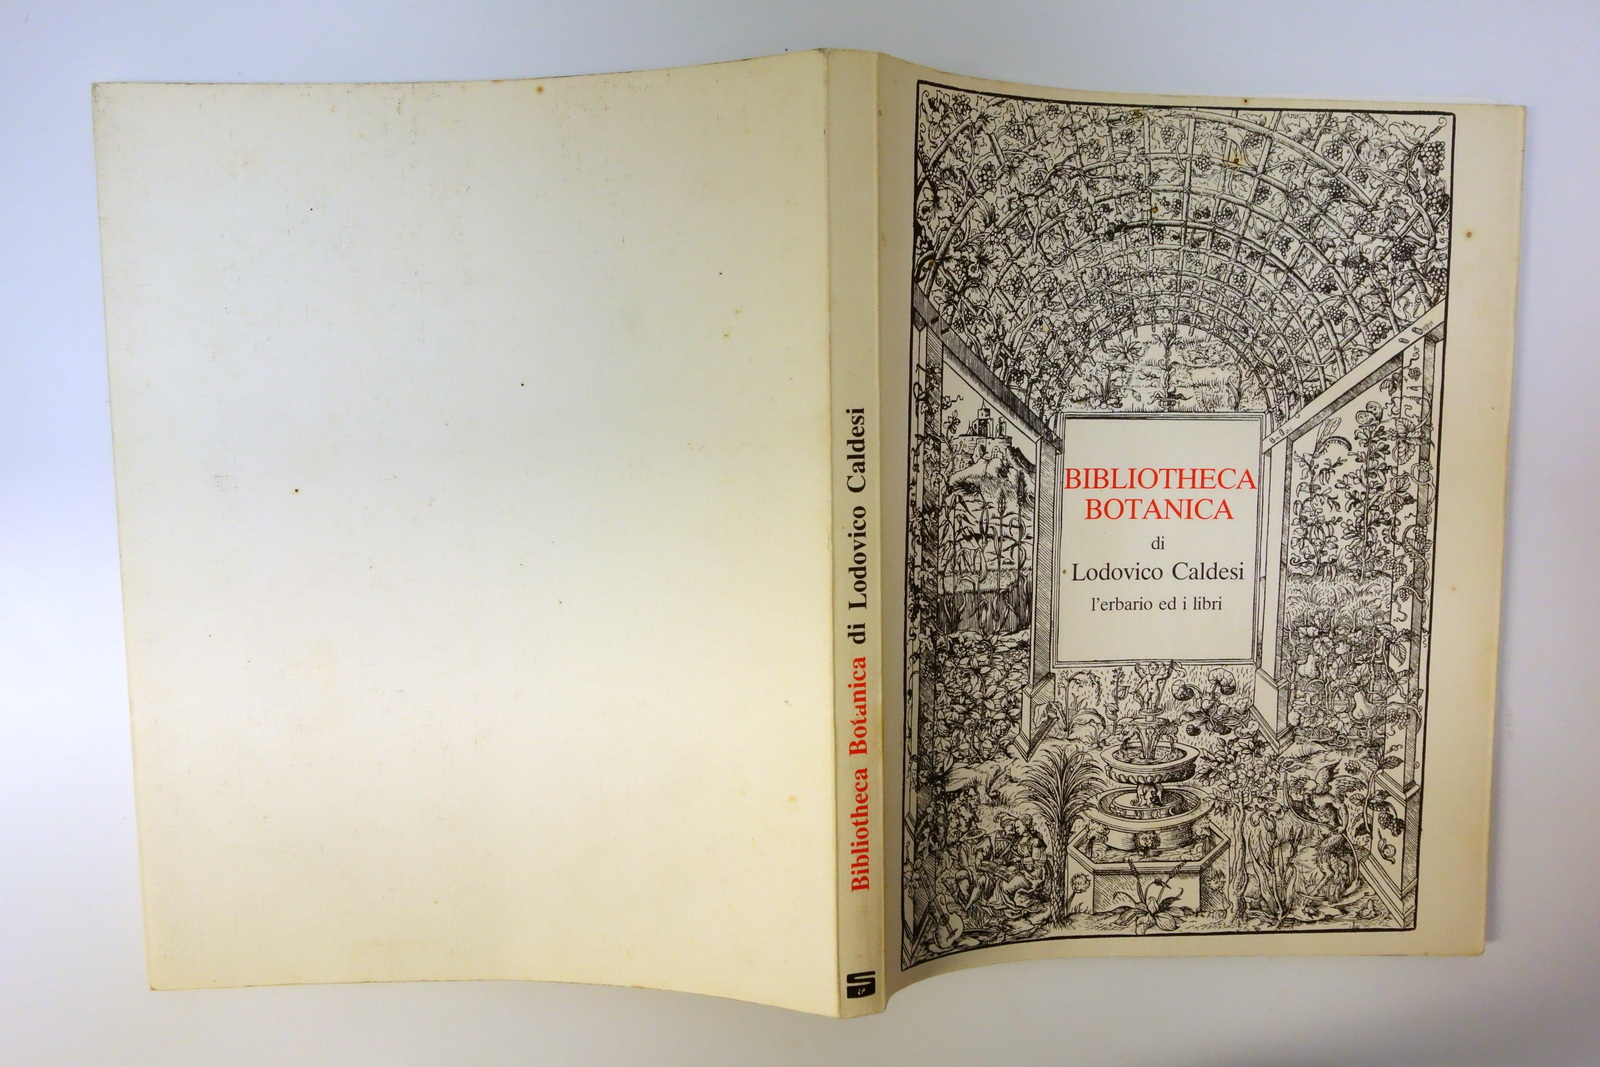 Bibliotheca Botanica di Lodovico Caldesi
BIBLIOTHECA
BOTANICA
di
Lodovico Caldesi
l'erbario ed i libri